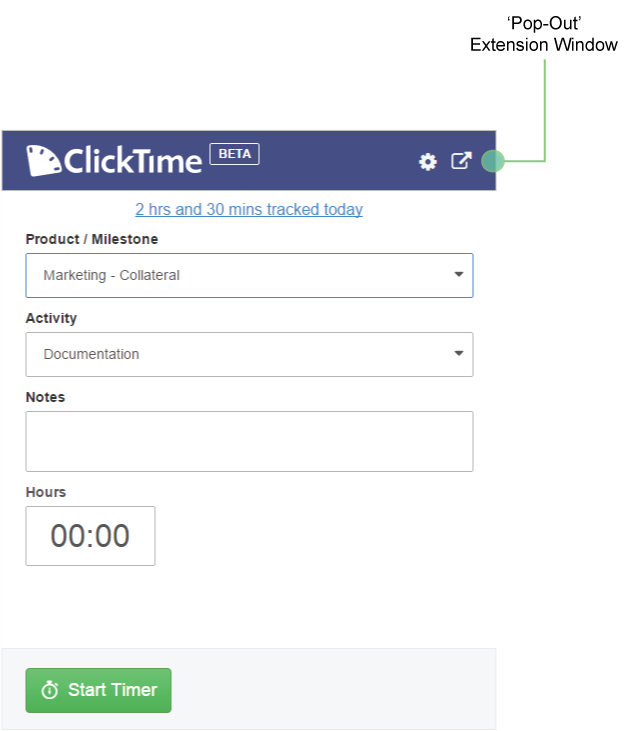 ‘Pop-Out’
Extension Window
ClickTime BETA
2 hrs and 30 mins tracked today
Product / Milestone
Marketing - Collateral
Activity
Documentation
Notes
Hours
00:00
Start Timer